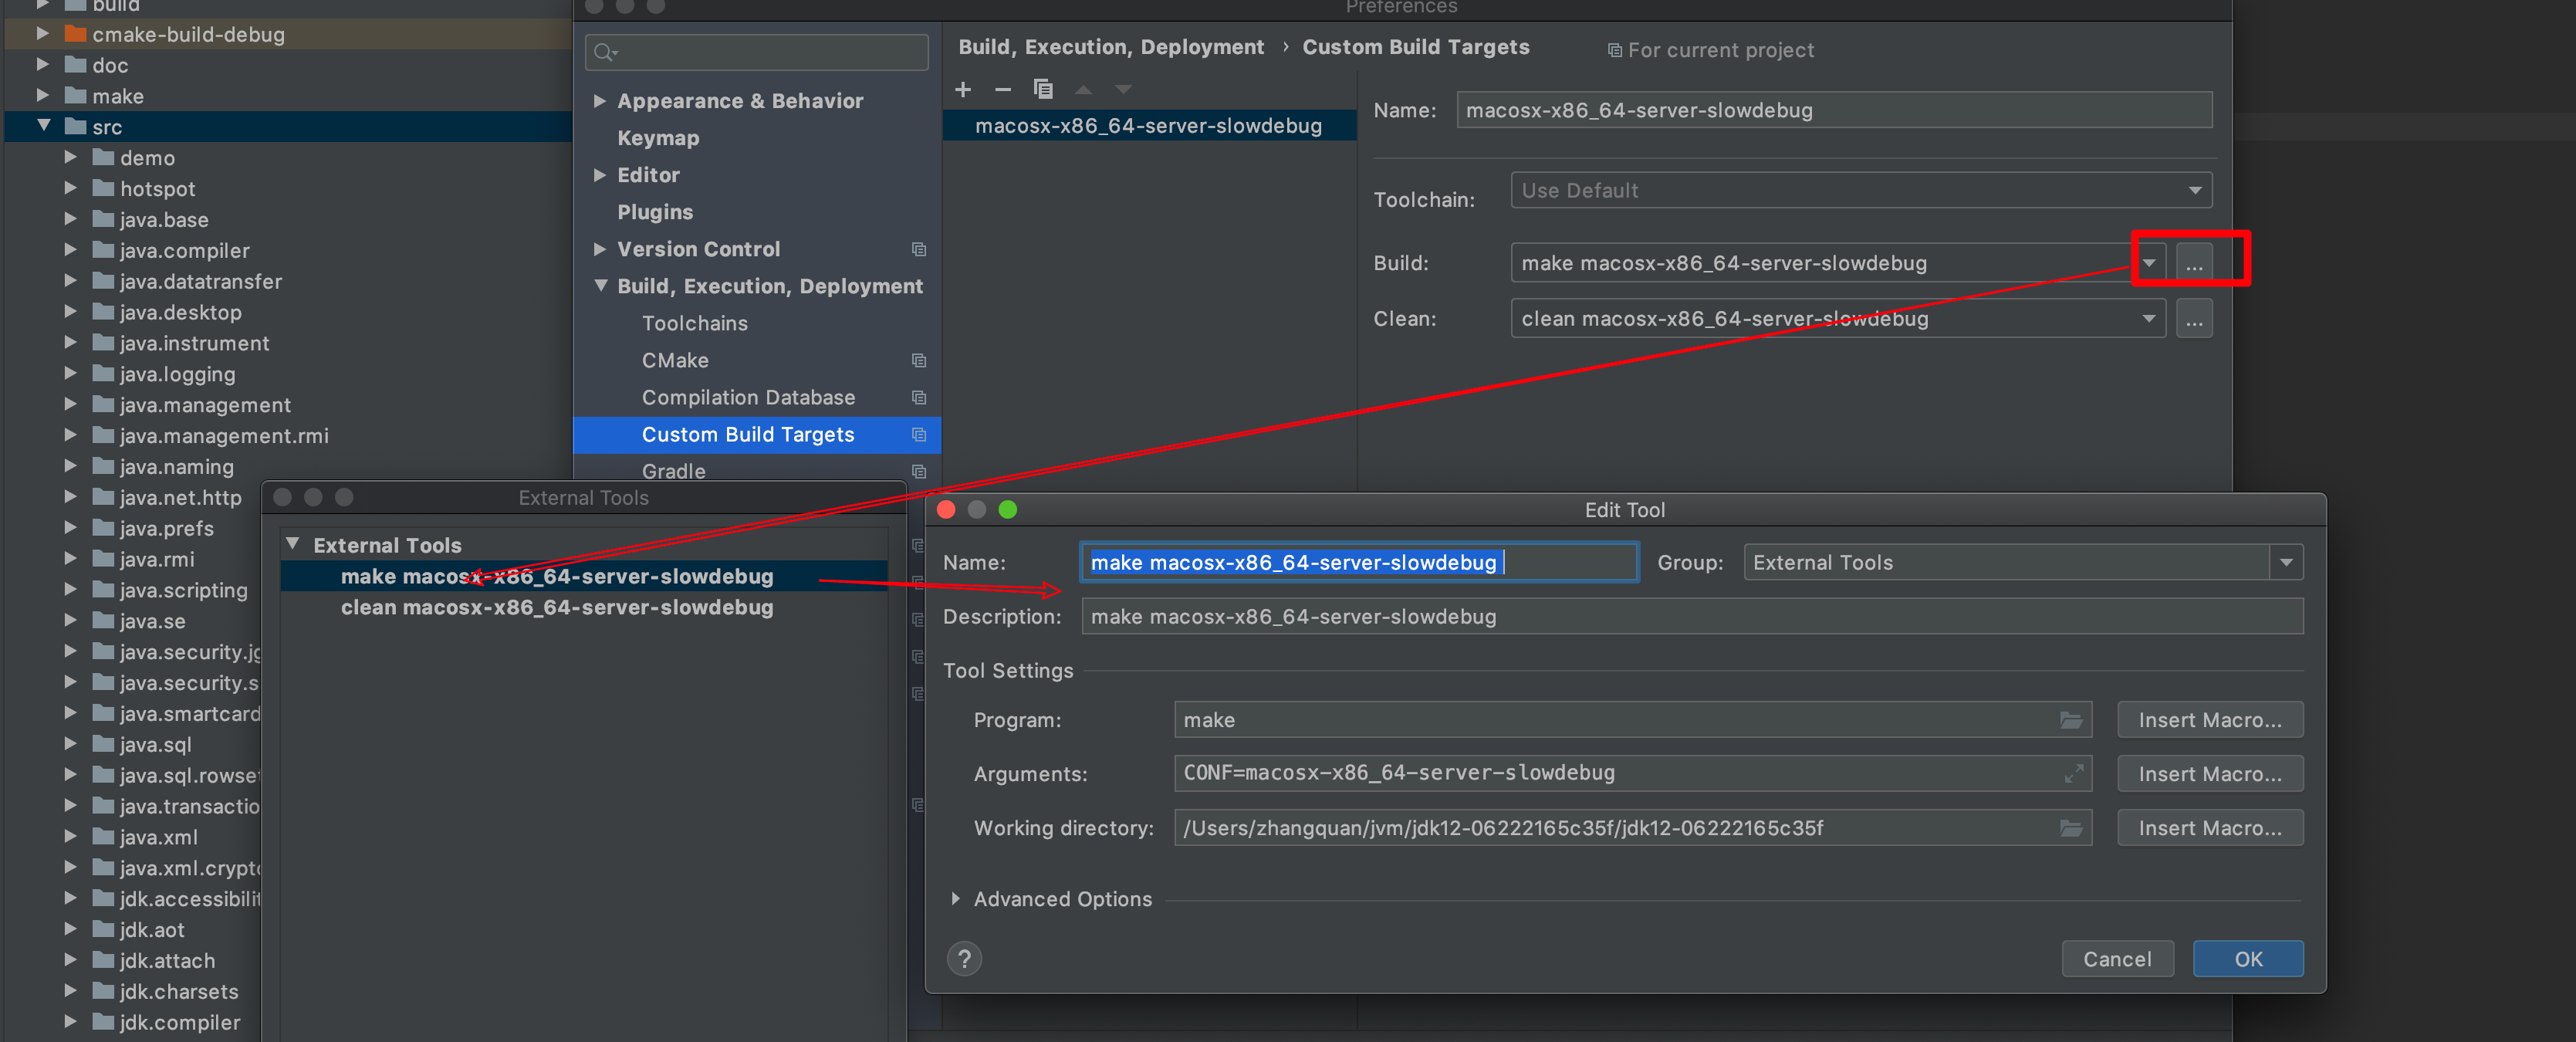 build
cmake-build-debug
doc
make
src
demo
hotspot
java.base
java.compiler
java.datatransfer
java.desktop
java.instrument
java.logging
java.management
java.management.rmi
java.naming
java.net.http
java.prefs
java.rmi
java.scripting
java.se
java.security.jg
java.security.s
java.smartcard
java.sql
java.sql.rowset
java.transactio
java.xml
java.xml.crypto
jdk.accessibilit
jdk.aot
jdk.attach
jdk.charsets
jdk.compiler
Preferences
Appearance & Behavior
Keymap
Editor
Plugins
Version Control
Build, Execution, Deployment
Toolchains
CMake
Compilation Database
Custom Build Targets
Gradle
Build, Execution, Deployment › Custom Build Targets For current project
macosx-x86_64-server-slowdebug
Name: macosx-x86_64-server-slowdebug
Toolchain: Use Default
Build: make macosx-x86_64-server-slowdebug ...
Clean: clean macosx-x86_64-server-slowdebug ...
External Tools
External Tools
make macosx-x86_64-server-slowdebug
clean macosx-x86_64-server-slowdebug
Edit Tool
Name: make macosx-x86_64-server-slowdebug Group: External Tools
Description: make macosx-x86_64-server-slowdebug
Tool Settings
Program: make Insert Macro...
Arguments: CONF=macosx-x86_64-server-slowdebug Insert Macro...
Working directory: /Users/zhangquan/jvm/jdk12-06222165c35f/jdk12-06222165c35f Insert Macro...
Advanced Options
? Cancel OK